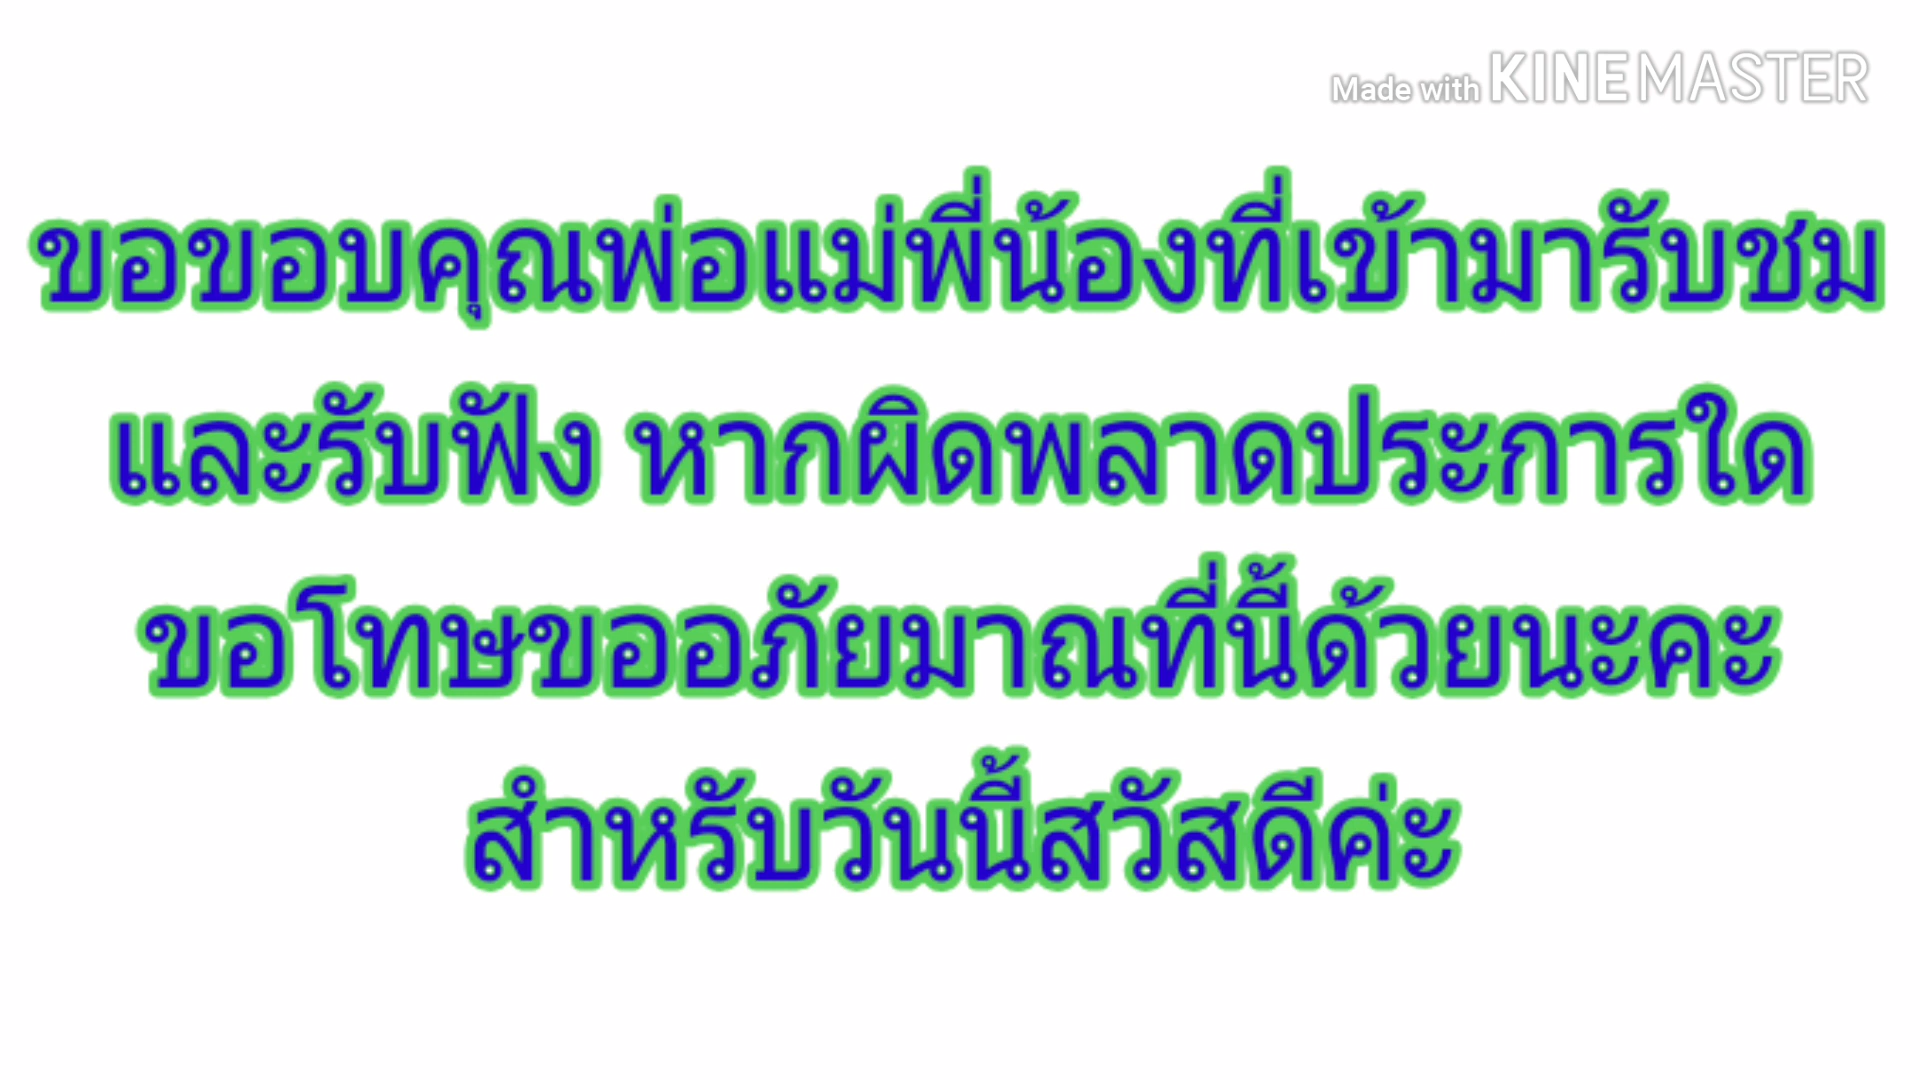 Made with KINEMASTER
ขอขอบคุณพ่อแม่พี่น้องที่เข้ามารับชม
และรับฟัง หากผิดพลาดประการใด
ขอโทษขออภัยมาณที่นี้ด้วยนะคะ
สำหรับวันนี้สวัสดีค่ะ